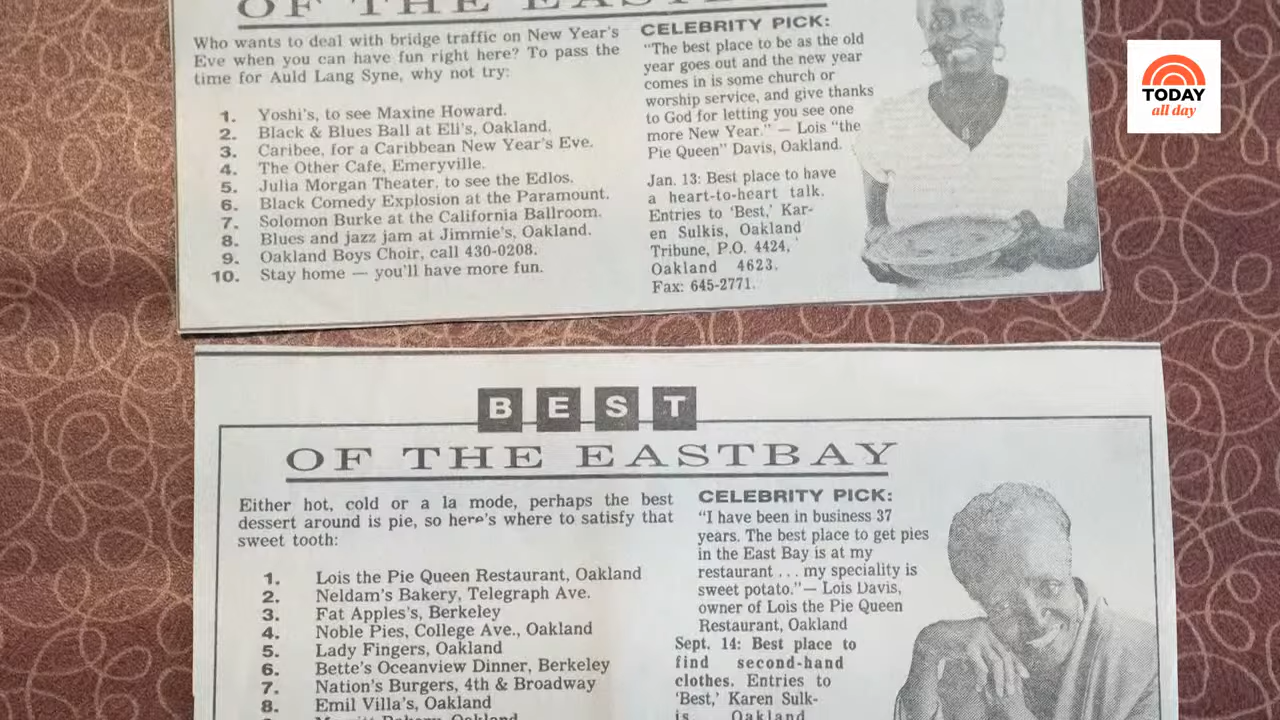 OF THE EASTBAY
Who wants to deal with bridge traffic on New Year's
Eve when you can have fun right here? To pass the
time for Auld Lang Syne, why not try:
1. Yoshi's, to see Maxine Howard.
2. Black & Blues Ball at Eli's, Oakland.
3. Caribee, for a Caribbean New Year's Eve.
4. The Other Cafe, Emeryville.
5. Julia Morgan Theater, to see the Edlos.
6. Black Comedy Explosion at the Paramount.
7. Solomon Burke at the California Ballroom.
8. Blues and jazz jam at Jimmie's, Oakland.
9. Oakland Boys Choir, call 430-0208.
10. Stay home — you'll have more fun.
CELEBRITY PICK:
"The best place to be as the old
year goes out and the new year
comes in is some church or
worship service, and give thanks
to God for letting you see one
more New Year." — Lois "the
Pie Queen" Davis, Oakland.
Jan. 13: Best place to have
a heart-to-heart talk.
Entries to 'Best,' Kar-
en Sulkis, Oakland
Tribune, P.O. 4424,
Oakland 4623.
Fax: 645-2771.
TODAY
all day
BEST
OF THE EASTBAY
Either hot, cold or a la mode, perhaps the best
dessert around is pie, so here's where to satisfy that
sweet tooth:
1. Lois the Pie Queen Restaurant, Oakland
2. Neldam's Bakery, Telegraph Ave.
3. Fat Apples's, Berkeley
4. Noble Pies, College Ave., Oakland
5. Lady Fingers, Oakland
6. Bette's Oceanview Dinner, Berkeley
7. Nation's Burgers, 4th & Broadway
8. Emil Villa's, Oakland
Bakery, Oakland
CELEBRITY PICK:
"I have been in business 37
years. The best place to get pies
in the East Bay is at my
restaurant . . . my speciality is
sweet potato."— Lois Davis,
owner of Lois the Pie Queen
Restaurant, Oakland
Sept. 14: Best place to
find second-hand
clothes. Entries to
'Best,' Karen Sulk-
is, Oakland